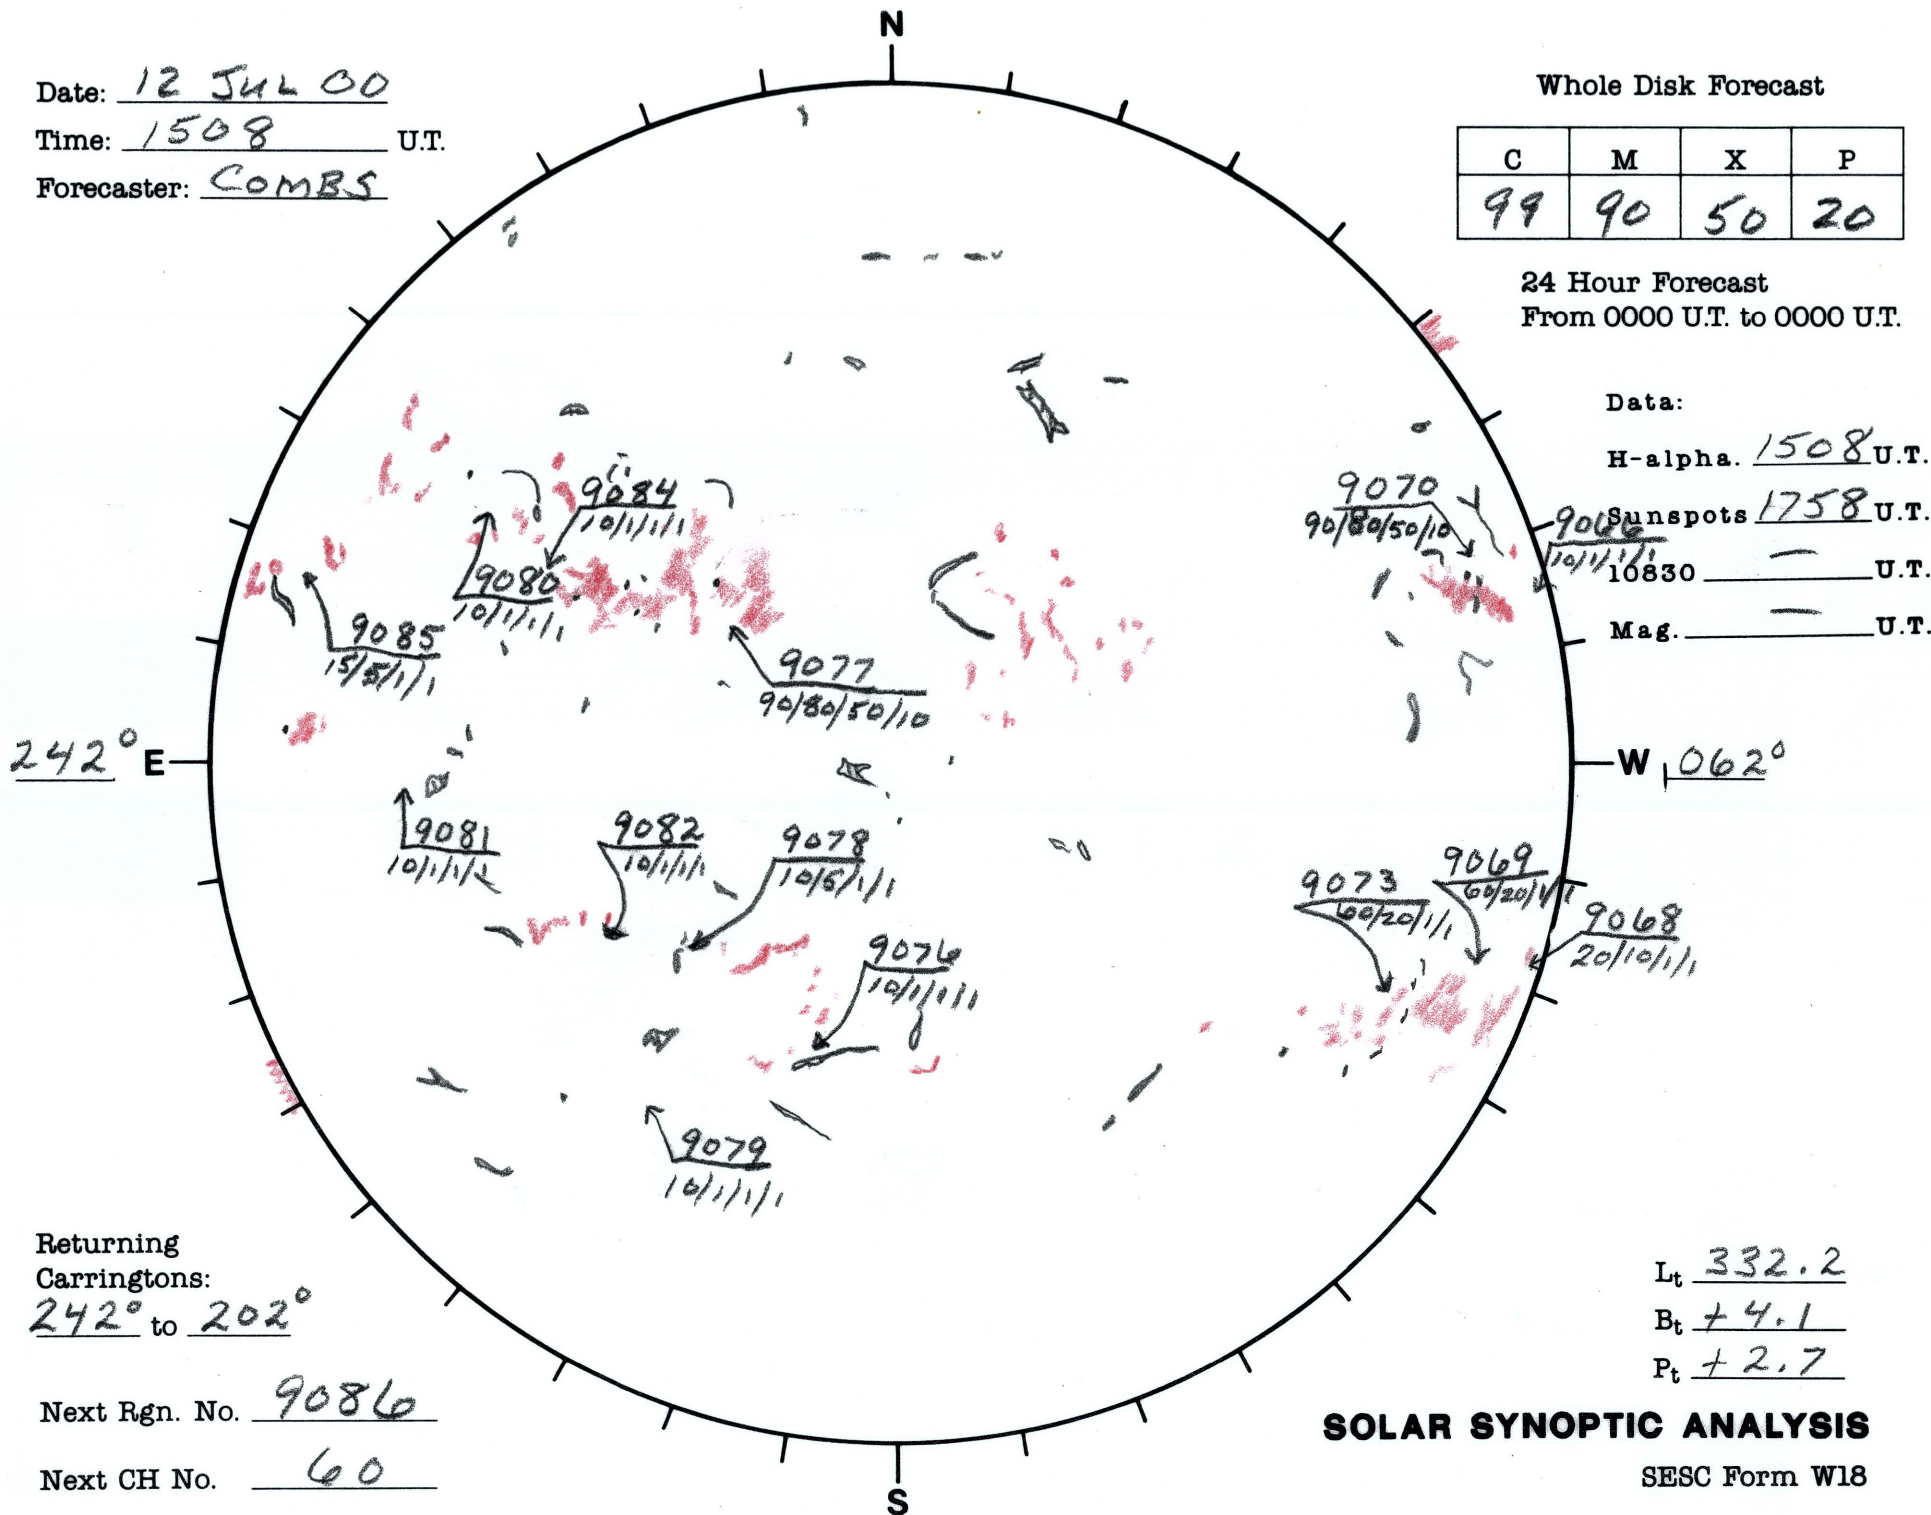 N
Date: 12 JUL 00
Time: 1508 U.T.
Forecaster: COMBS
Whole Disk Forecast
C M X P
99 90 50 20
24 Hour Forecast
From 0000 U.T. to 0000 U.T.
Data:
H-alpha. 1508 U.T.
Sunspots 1758 U.T.
10830 — U.T.
Mag. — U.T.
9084
10/1/1/1
9070
90/80/50/10
9066
10/1/1/1
9080
10/1/1/1
9085
15/5/1/1
9077
90/80/50/10
242° E
W 062°
9081
10/1/1/1
9082
10/1/1/1
9078
10/5/1/1
9073
60/20/1/1
9069
60/20/1/1
9068
20/10/1/1
9076
10/1/1/1
9079
10/1/1/1
Returning
Carringtons:
242° to 202°
Next Rgn. No. 9086
Next CH No. 60
Lt 332.2
Bt +4.1
Pt +2.7
SOLAR SYNOPTIC ANALYSIS
SESC Form W18
S